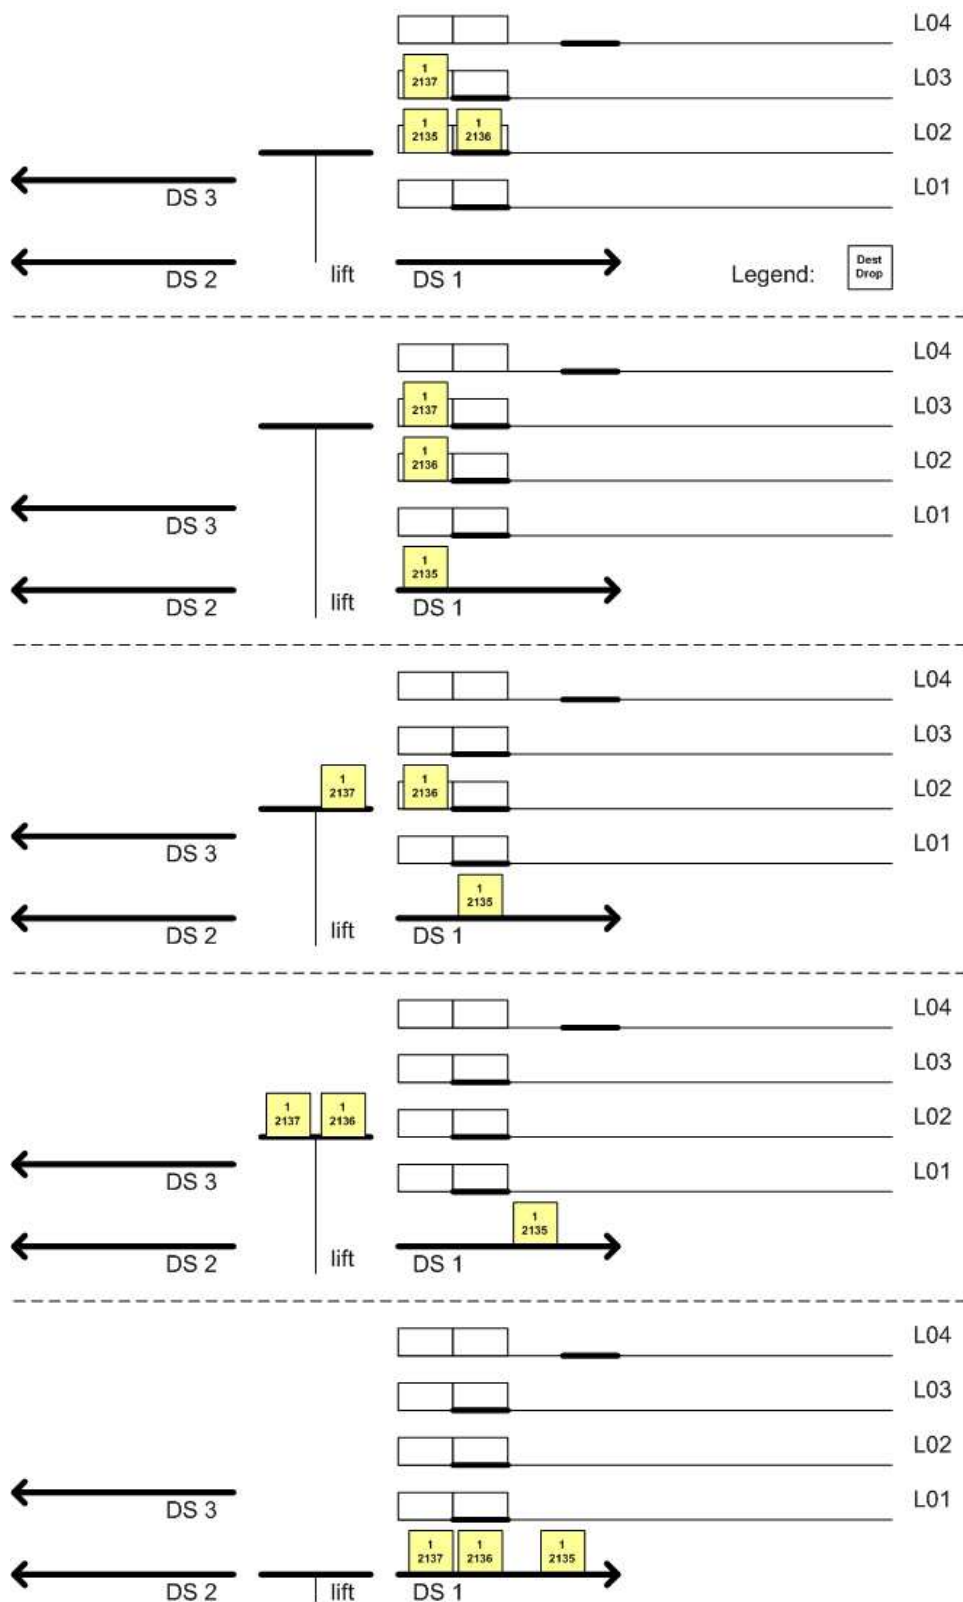 L04
1
2137
L03
1
2135
1
2136
L02
DS 3
L01
DS 2
lift
DS 1
Legend:
Dest
Drop
L04
1
2137
L03
1
2136
L02
DS 3
L01
1
2135
DS 2
lift
DS 1
L04
L03
1
2137
1
2136
L02
DS 3
L01
1
2135
DS 2
lift
DS 1
L04
L03
1
2137
1
2136
L02
DS 3
L01
1
2135
DS 2
lift
DS 1
L04
L03
L02
DS 3
L01
1
2137
1
2136
1
2135
DS 2
lift
DS 1